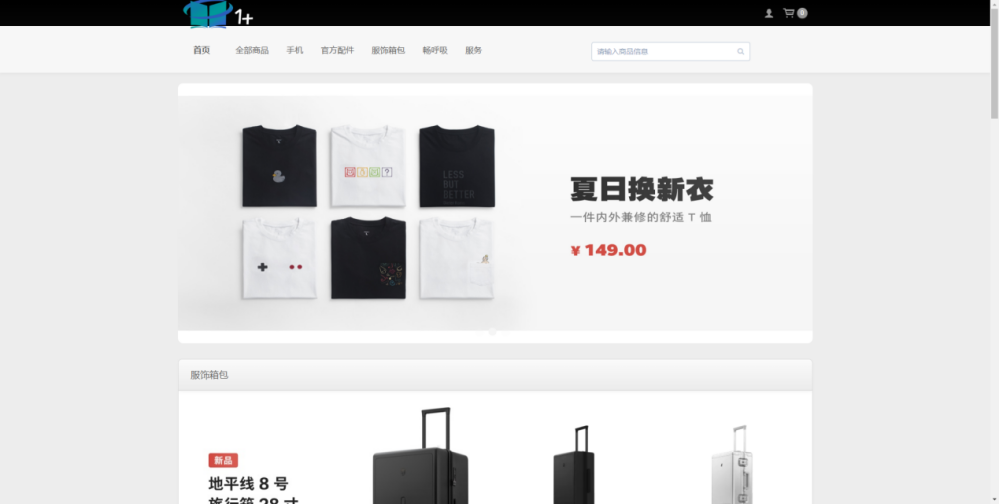 1+
0
首页 全部商品 手机 官方配件 服饰箱包 畅呼吸 服务
请输入商品信息
LESS
BUT
BETTER
夏日换新衣
一件内外兼修的舒适 T 恤
¥ 149.00
服饰箱包
新品
地平线 8 号
旅行箱 28 寸